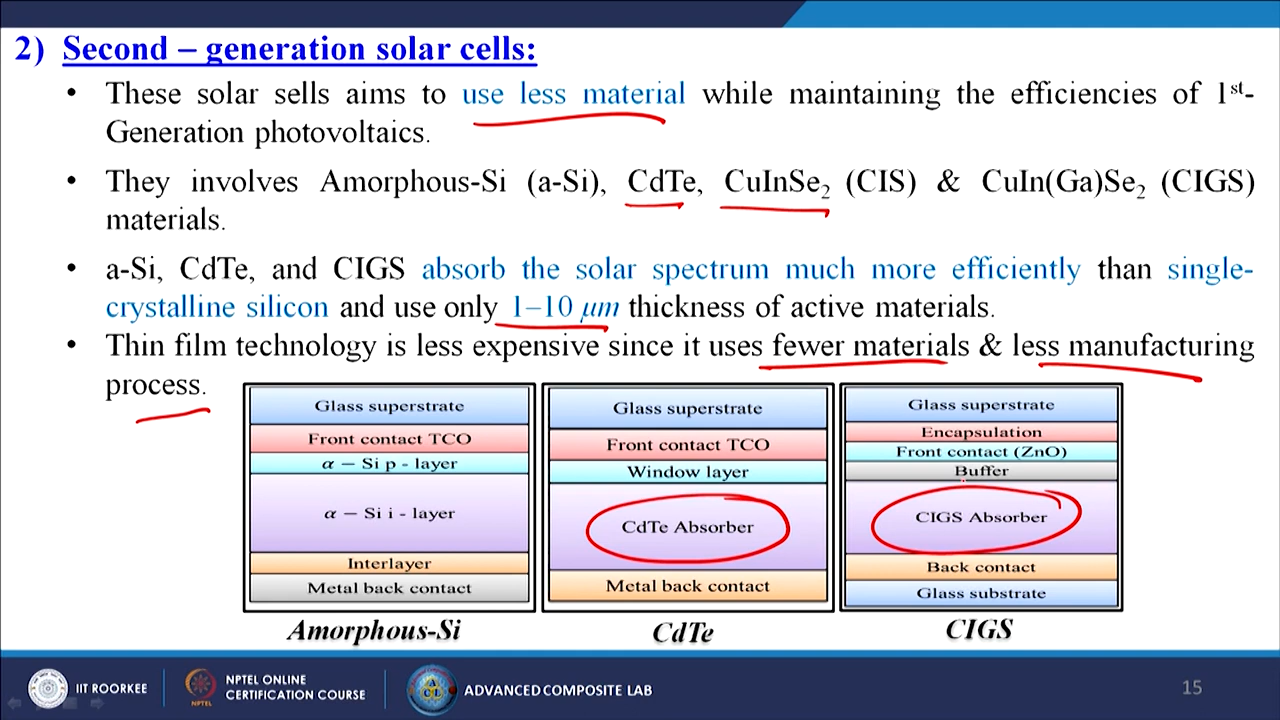 2) Second – generation solar cells:
• These solar sells aims to use less material while maintaining the efficiencies of 1st-
Generation photovoltaics.
• They involves Amorphous-Si (a-Si), CdTe, CuInSe2 (CIS) & CuIn(Ga)Se2 (CIGS)
materials.
• a-Si, CdTe, and CIGS absorb the solar spectrum much more efficiently than single-
crystalline silicon and use only 1–10 μm thickness of active materials.
• Thin film technology is less expensive since it uses fewer materials & less manufacturing
process.
Glass superstrate
Front contact TCO
α – Si p - layer
α – Si i - layer
Interlayer
Metal back contact
Amorphous-Si
Glass superstrate
Front contact TCO
Window layer
CdTe Absorber
Metal back contact
CdTe
Glass superstrate
Encapsulation
Front contact (ZnO)
Buffer
CIGS Absorber
Back contact
Glass substrate
CIGS
IIT ROORKEE
NPTEL
NPTEL ONLINE
CERTIFICATION COURSE
ACL
ADVANCED COMPOSITE LAB
15